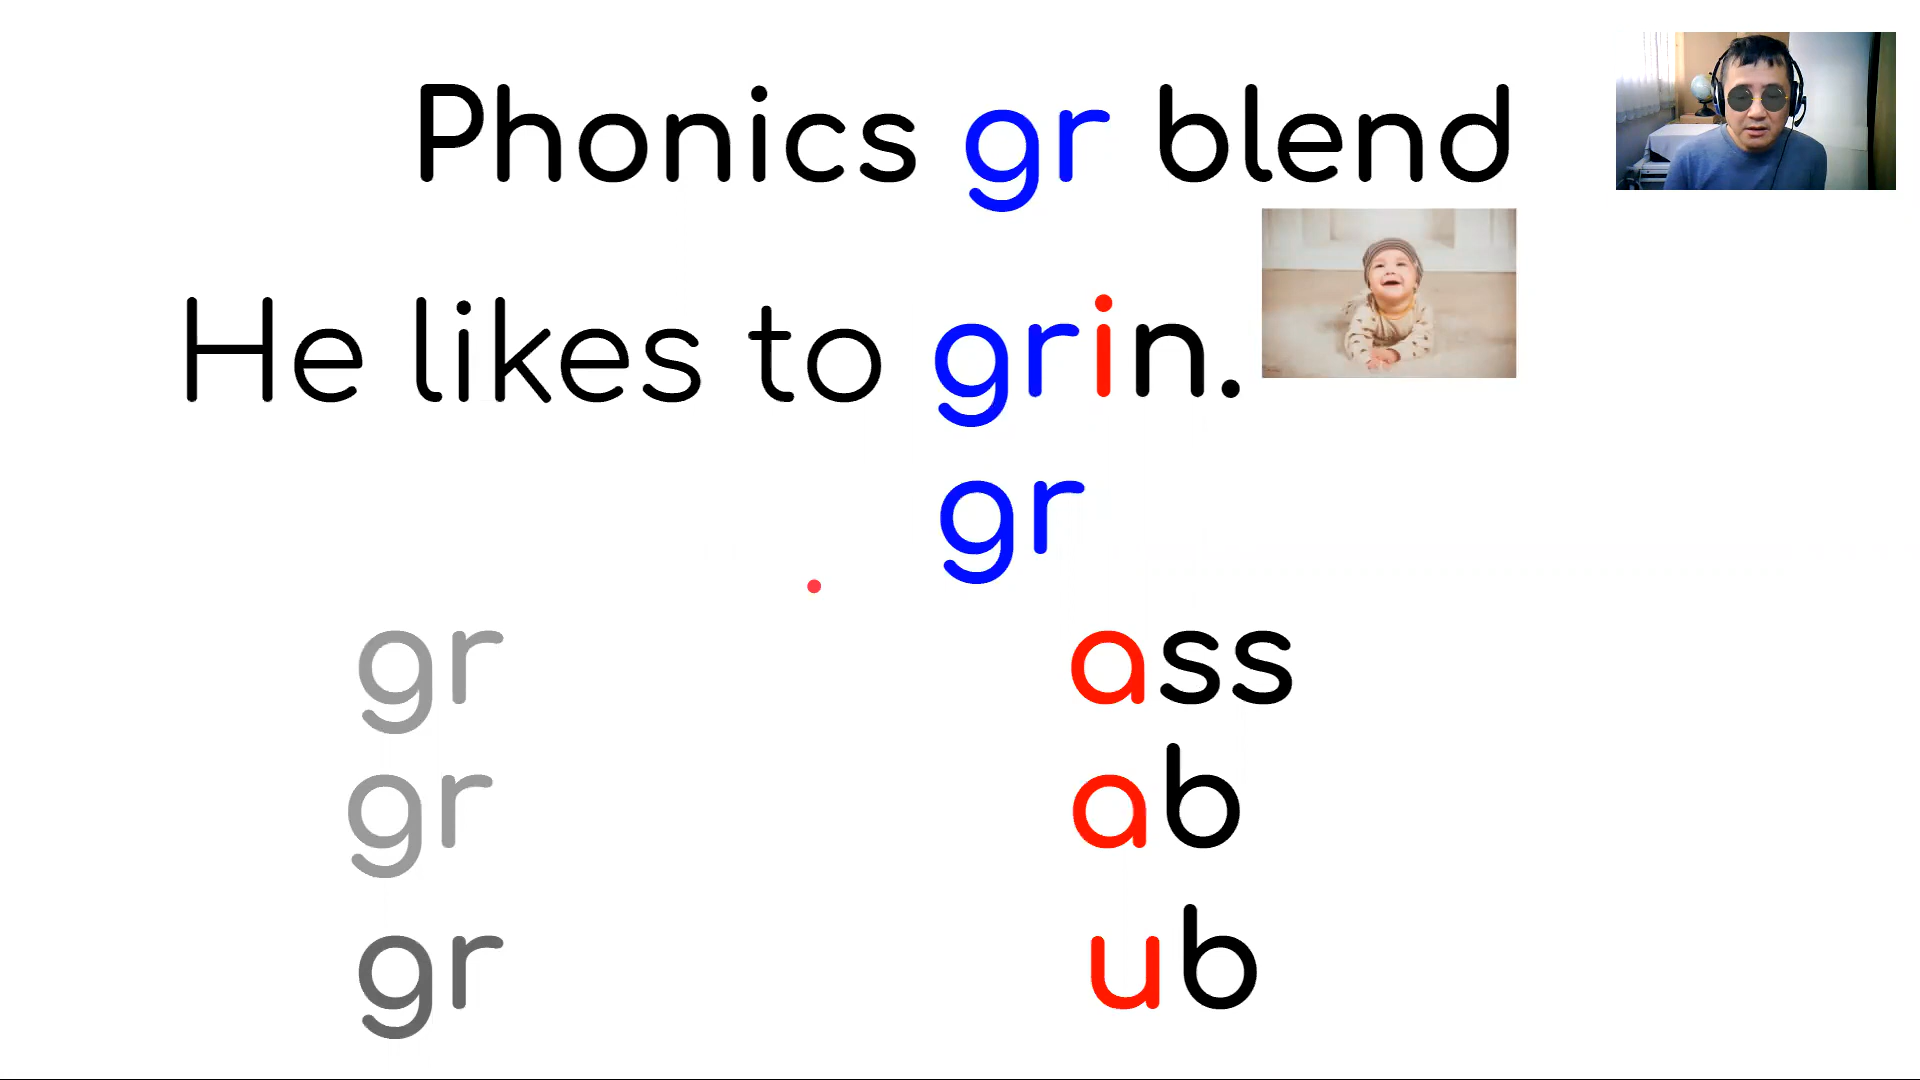 Phonics gr blend
He likes to grin.
gr
gr ass
gr ab
gr ub